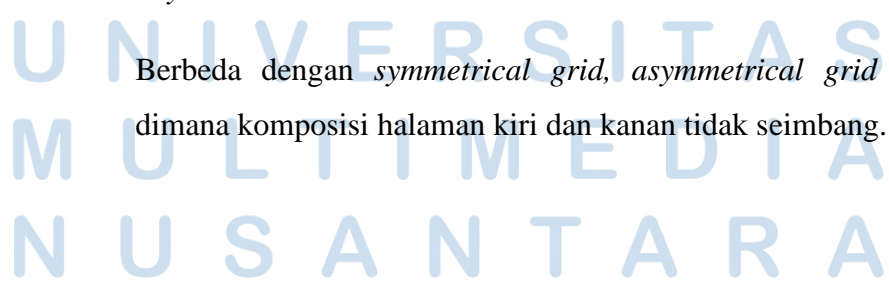 UNIVERSITAS
Berbeda dengan symmetrical grid, asymmetrical grid
dimana komposisi halaman kiri dan kanan tidak seimbang.
MULTIMEDIA
NUSANTARA